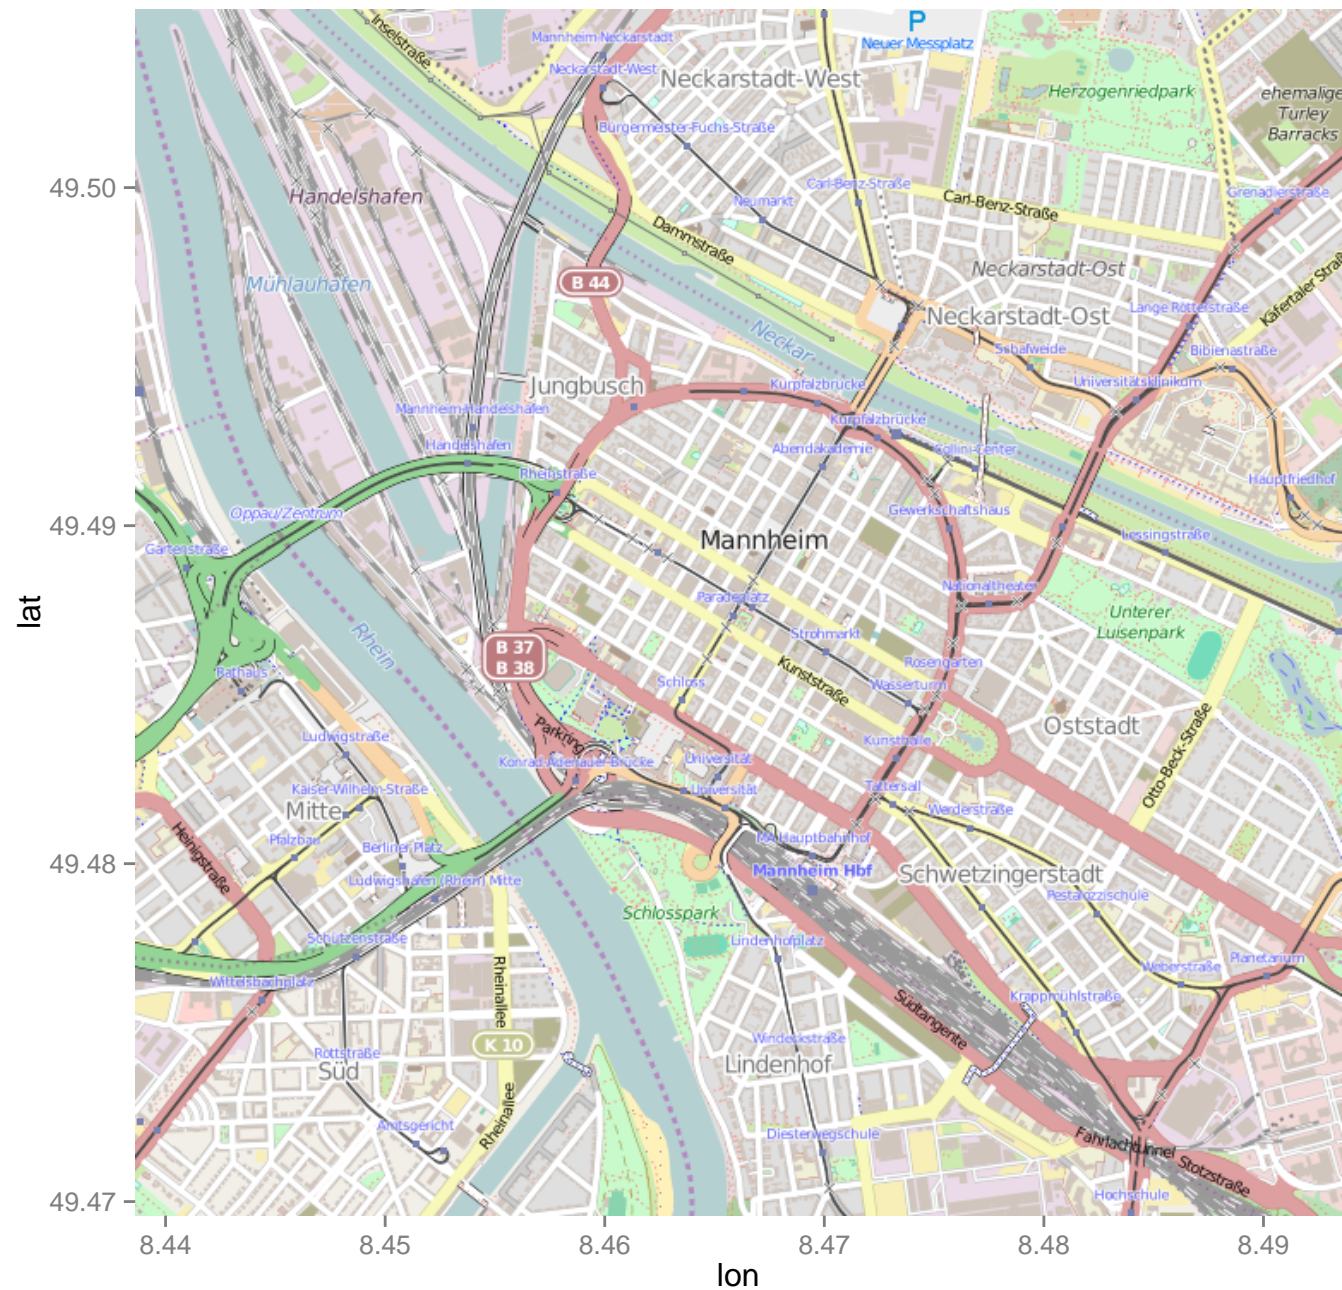 Inselstraße
Mannheim-Neckarstadt
P
Neuer Messplatz
Neckarstadt-West
Neckarstadt-West
Herzogenriedpark
ehemalige
Turley
Barracks
Bürgermeister-Fuchs-Straße
49.50
Handelshafen
Carl-Benz-Straße
Neumarkt
Carl-Benz-Straße
Grenadierstraße
Dammstraße
Mühlauhafen
B 44
Neckarstadt-Ost
Käfertaler Straß
Lange Rötterstraße
Neckarstadt-Ost
Neckar
Schafweide
Bibienastraße
Jungbusch
Kurpfalzbrücke
Universitätsklinikum
Mannheim-Handelshafen
Kurpfalzbrücke
Handelshafen
Abendakademie
Collini-Center
Rheinstraße
Hauptfriedhof
49.49
Oppau/Zentrum
Gewerkschaftshaus
Mannheim
Lessingstraße
Gartenstraße
Nationaltheater
lat
Paradeplatz
Unterer
Luisenpark
Rhein
Strohmarkt
B 37
B 38
Rosengarten
Rathaus
Schloss
Kunststraße
Wasserturm
Oststadt
Ludwigstraße
Parkring
Kunsthalle
Otto-Beck-Straße
Konrad-Adenauer-Brücke
Universität
Kaiser-Wilhelm-Straße
Universität
Tattersall
Mitte
Werderstraße
Heinigstraße
Pfalzbau
Berliner Platz
MA Hauptbahnhof
49.48
Mannheim Hbf
Schwetzingerstadt
Ludwigshafen (Rhein) Mitte
Pestalozzischule
Schlosspark
Schützenstraße
Lindenhofplatz
Planetarium
Weberstraße
Wittelsbachplatz
Rheinallee
Südtangente
Krappmühlstraße
K 10
Windeckstraße
Rottstraße
Lindenhof
Süd
Rheinallee
Rheinallee
Amtsgericht
Diesterwegschule
Fahrlachtunnel
Stotzstraße
49.47
Hochschule
8.44
8.45
8.46
8.47
8.48
8.49
lon